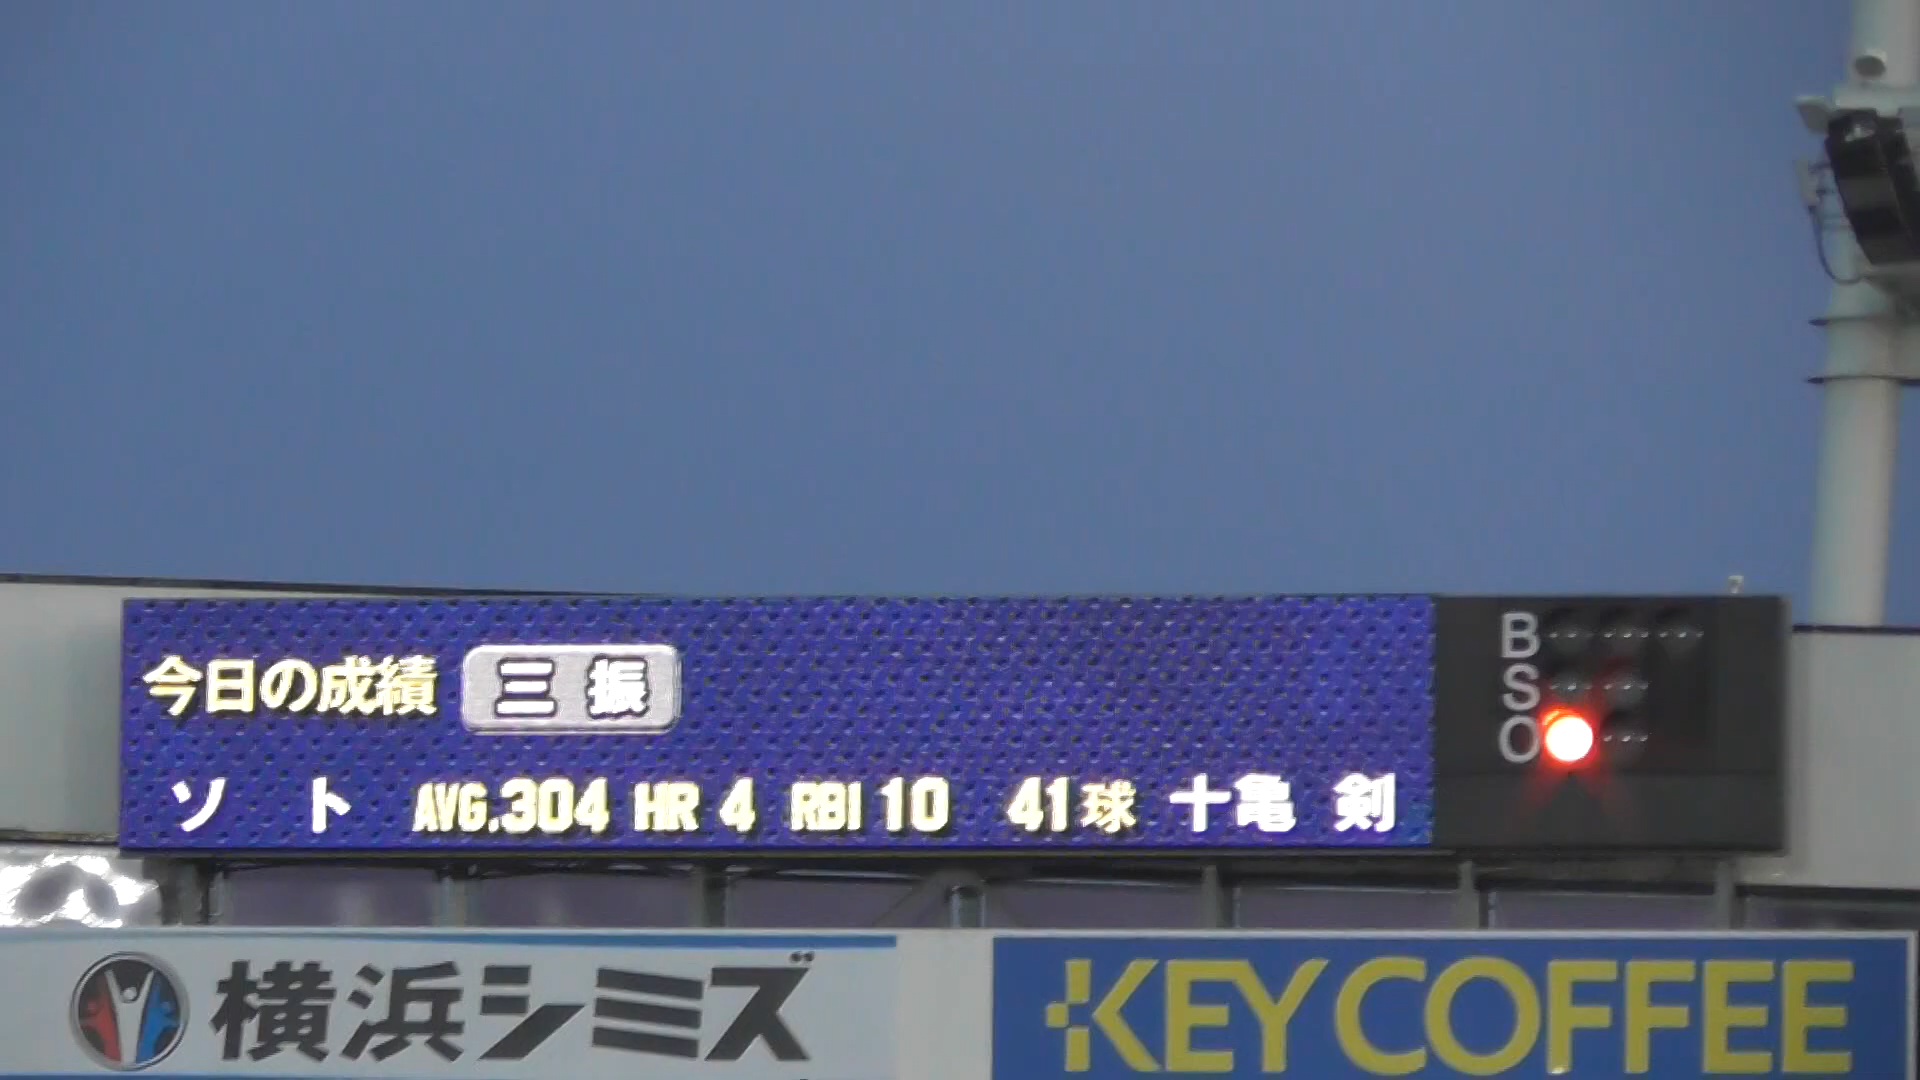 今日の成績 三振
ソト AVG.304 HR 4 RBI 10 41球 十亀 剣
B
S
O
横浜シミズ
KEY COFFEE